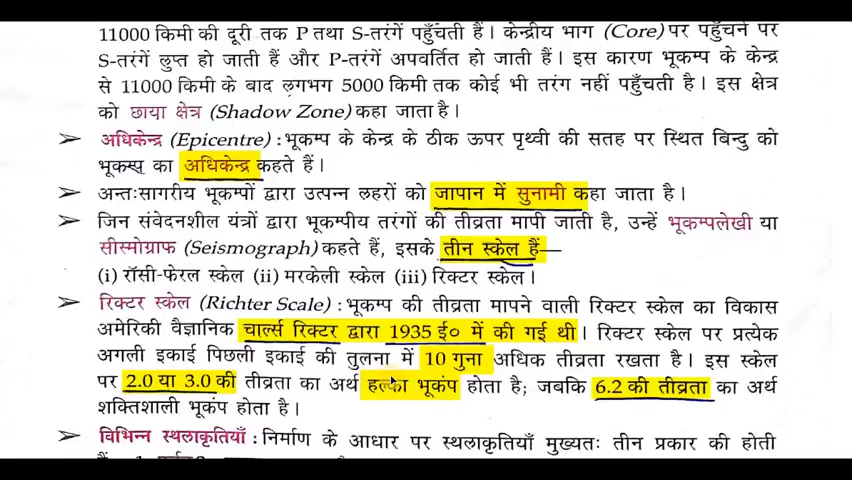 11000 किमी की दूरी तक P तथा S-तरंगें पहुँचती हैं। केन्द्रीय भाग (Core) पर पहुँचने पर
S-तरंगें लुप्त हो जाती हैं और P-तरंगें अपवर्तित हो जाती हैं। इस कारण भूकम्प के केन्द्र
से 11000 किमी के बाद लगभग 5000 किमी तक कोई भी तरंग नहीं पहुँचती है। इस क्षेत्र
को छाया क्षेत्र (Shadow Zone) कहा जाता है।
➢ अधिकेन्द्र (Epicentre) : भूकम्प के केन्द्र के ठीक ऊपर पृथ्वी की सतह पर स्थित बिन्दु को
भूकम्प का अधिकेन्द्र कहते हैं।
➢ अन्तःसागरीय भूकम्पों द्वारा उत्पन्न लहरों को जापान में सुनामी कहा जाता है।
➢ जिन संवेदनशील यंत्रों द्वारा भूकम्पीय तरंगों की तीव्रता मापी जाती है, उन्हें भूकम्पलेखी या
सीस्मोग्राफ (Seismograph) कहते हैं, इसके तीन स्केल हैं—
(i) रॉसी-फेरल स्केल (ii) मरकेली स्केल (iii) रिक्टर स्केल।
➢ रिक्टर स्केल (Richter Scale) : भूकम्प की तीव्रता मापने वाली रिक्टर स्केल का विकास
अमेरिकी वैज्ञानिक चार्ल्स रिक्टर द्वारा 1935 ई० में की गई थी। रिक्टर स्केल पर प्रत्येक
अगली इकाई पिछली इकाई की तुलना में 10 गुना अधिक तीव्रता रखता है। इस स्केल
पर 2.0 या 3.0 की तीव्रता का अर्थ हल्का भूकंप होता है; जबकि 6.2 की तीव्रता का अर्थ
शक्तिशाली भूकंप होता है।
➢ विभिन्न स्थलाकृतियाँ : निर्माण के आधार पर स्थलाकृतियाँ मुख्यतः तीन प्रकार की होती